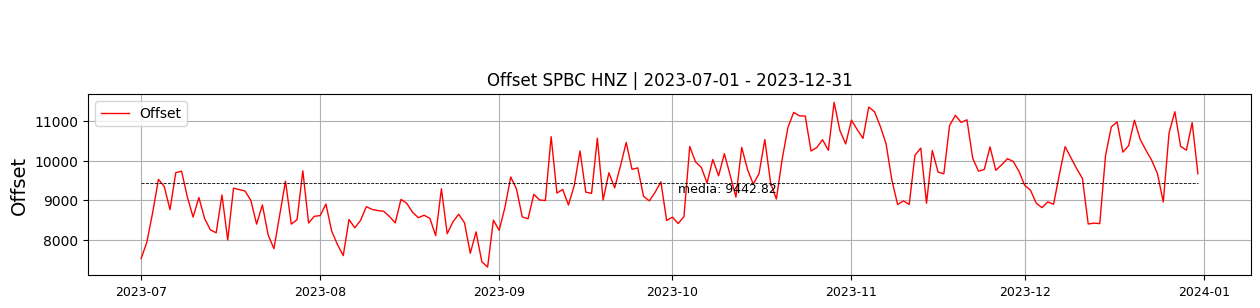 Offset SPBC HNZ | 2023-07-01 - 2023-12-31
Offset
Offset
11000
10000
9000
8000
media: 9442.82
2023-07
2023-08
2023-09
2023-10
2023-11
2023-12
2024-01